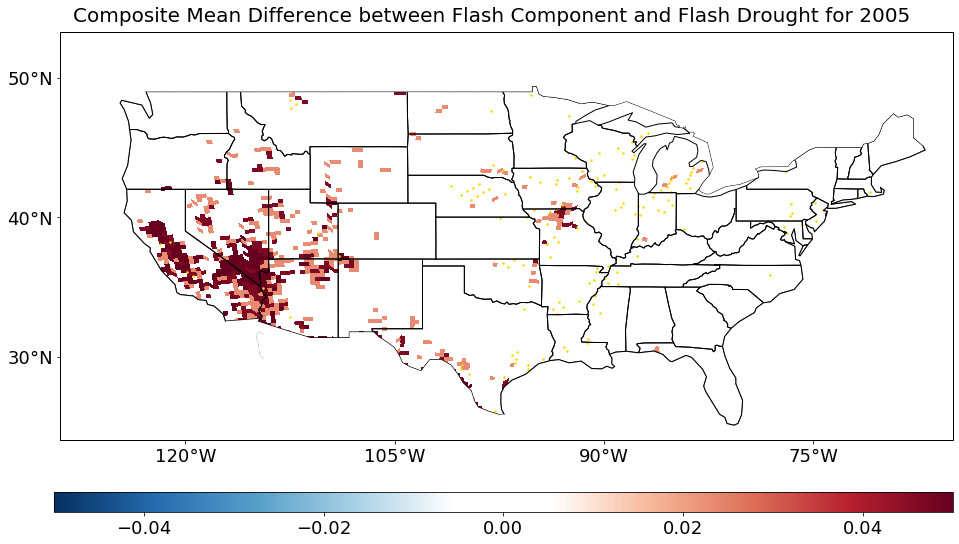 Composite Mean Difference between Flash Component and Flash Drought for 2005
50°N
40°N
30°N
120°W 105°W 90°W 75°W
−0.04 −0.02 0.00 0.02 0.04